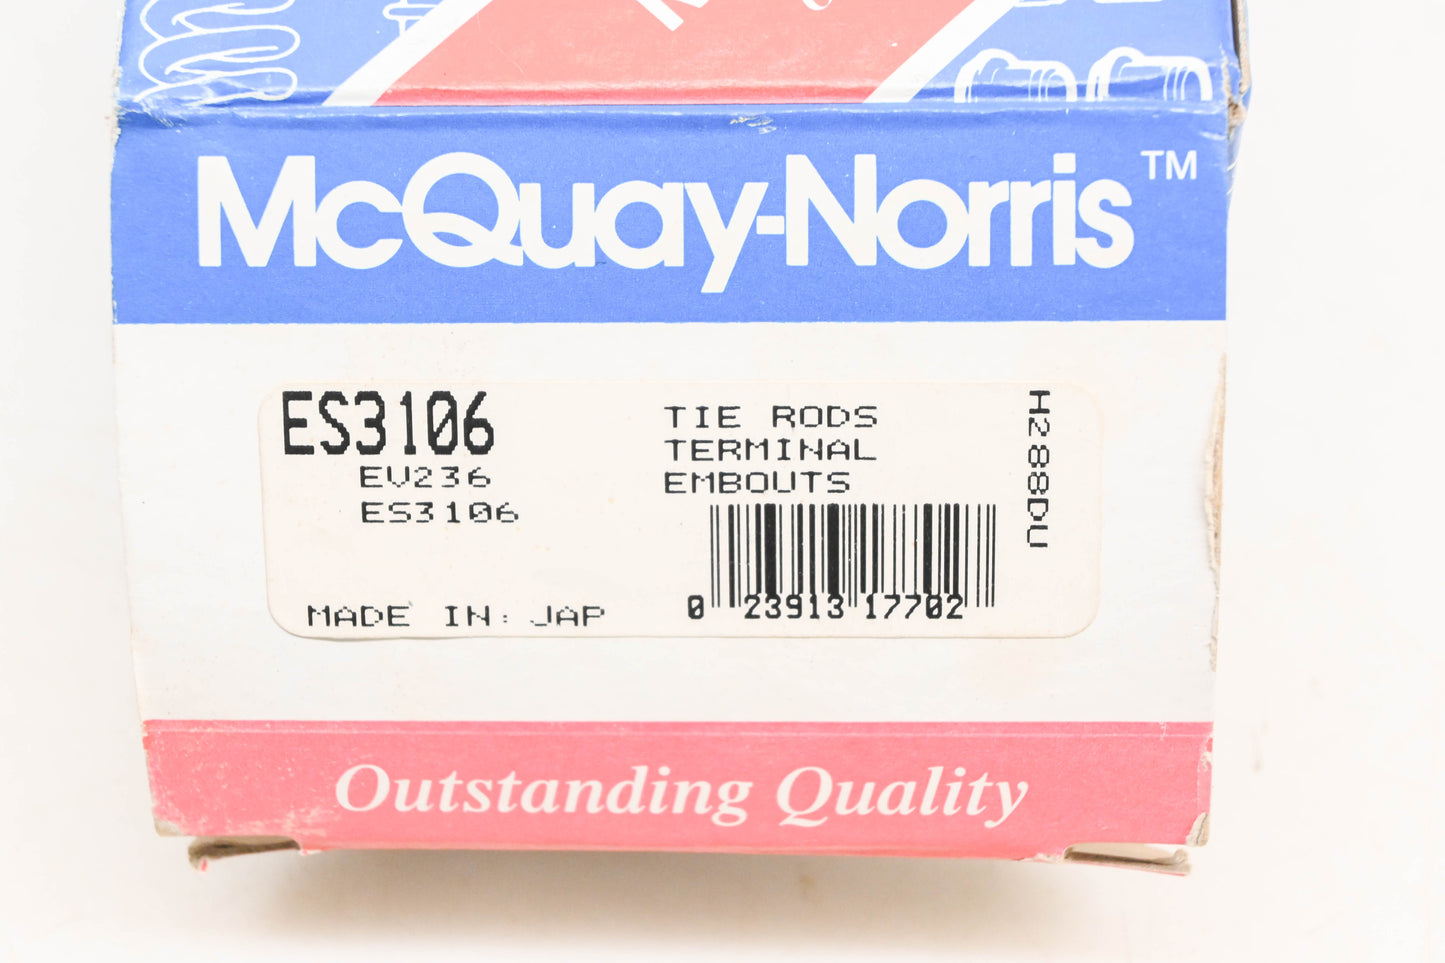 McQuay-Norris™
ES3106
EV236
ES3106
MADE IN: JAP
TIE RODS
TERMINAL
EMBOUTS
0 23913 17702
H288DU
Outstanding Quality